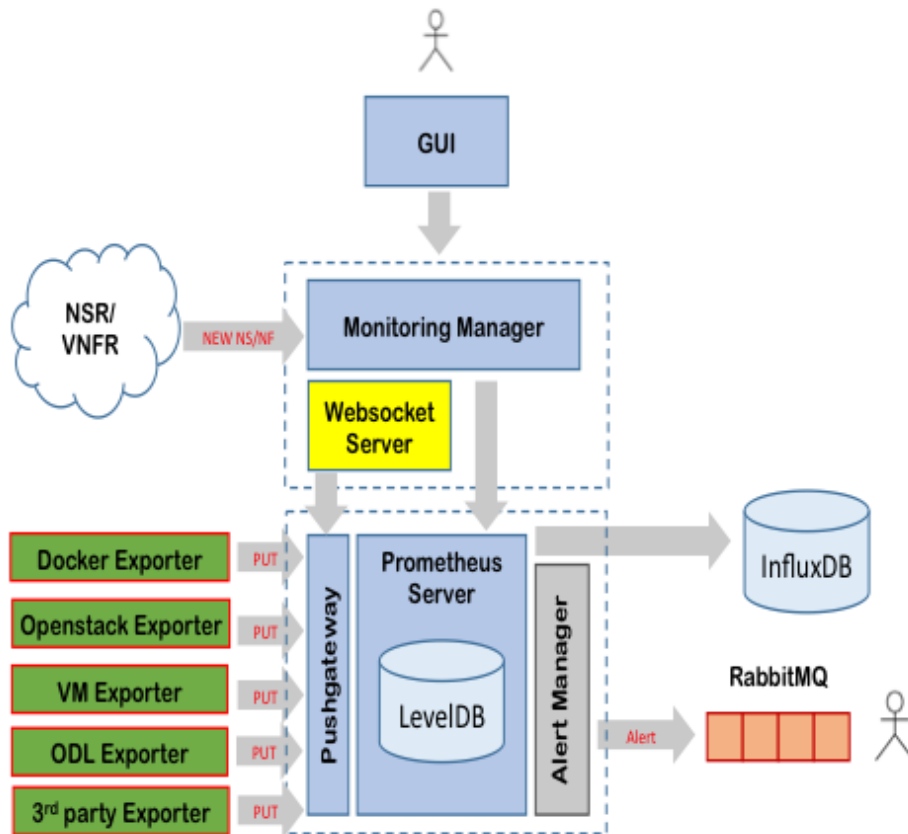 GUI
NSR/
VNFR
NEW NS/NF
Monitoring Manager
Websocket
Server
Docker Exporter
PUT
Openstack Exporter
PUT
VM Exporter
PUT
ODL Exporter
PUT
3rd party Exporter
PUT
Pushgateway
Prometheus
Server
LevelDB
Alert Manager
InfluxDB
Alert
RabbitMQ